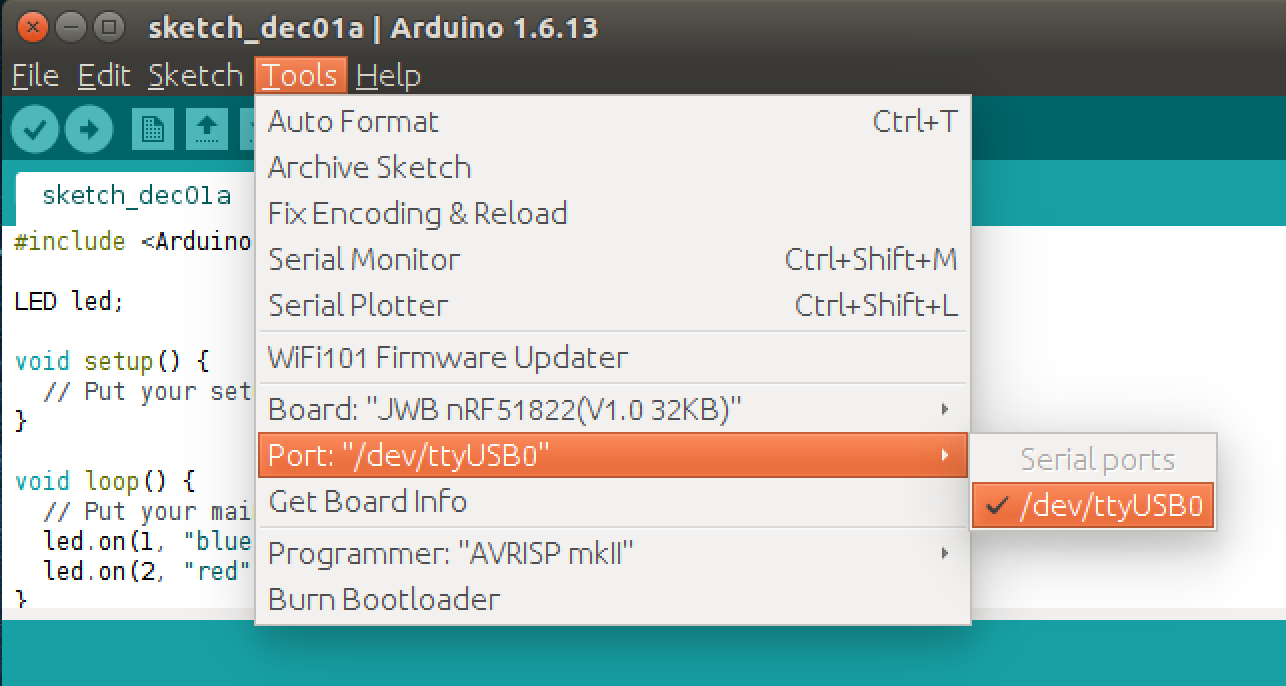 sketch_dec01a | Arduino 1.6.13
File Edit Sketch Tools Help
Auto Format Ctrl+T
Archive Sketch
Fix Encoding & Reload
Serial Monitor Ctrl+Shift+M
Serial Plotter Ctrl+Shift+L
WiFi101 Firmware Updater
Board: "JWB nRF51822(V1.0 32KB)"
Port: "/dev/ttyUSB0"
Get Board Info
Programmer: "AVRISP mkII"
Burn Bootloader
Serial ports
/dev/ttyUSB0
sketch_dec01a
#include <Arduino
LED led;
void setup() {
// Put your set
}
void loop() {
// Put your mai
led.on(1, "blue
led.on(2, "red"
}